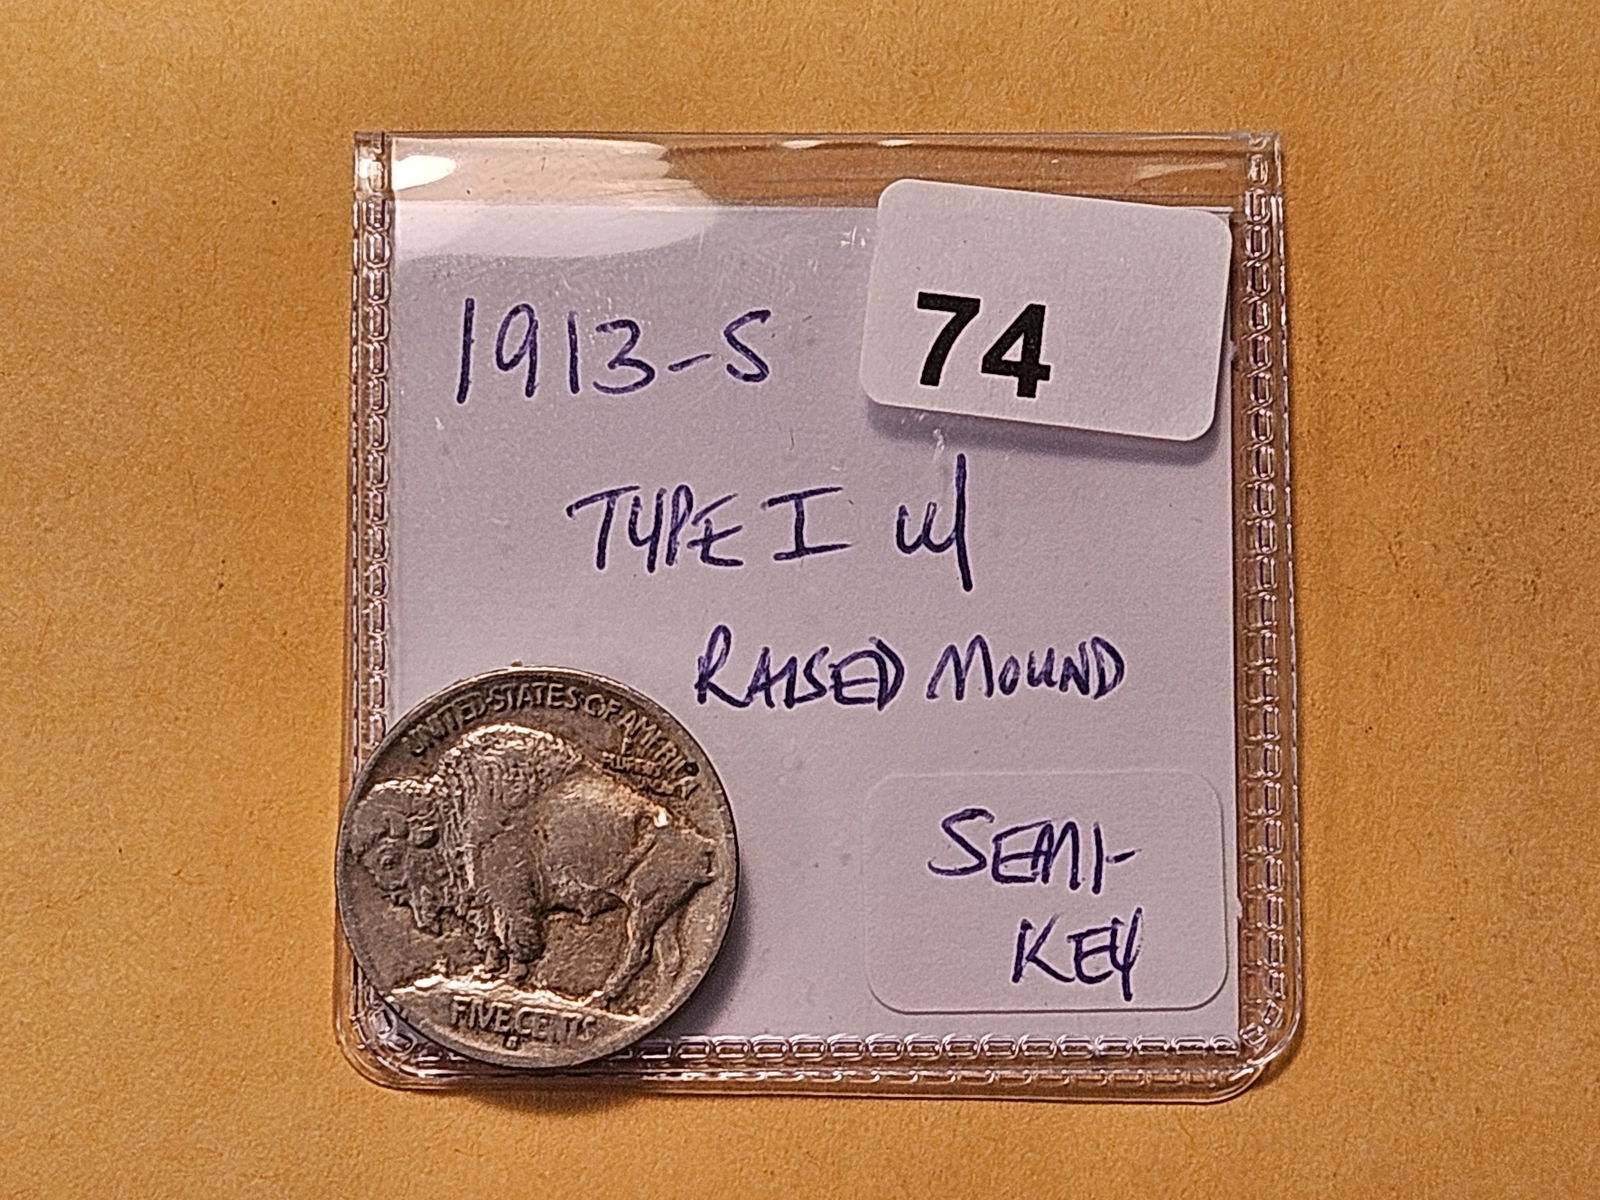 1913-S
74
TYPE I w/
RAISED MOUND
SEMI-
KEY
UNITED·STATES OF AMERICA
FIVE CENTS
S